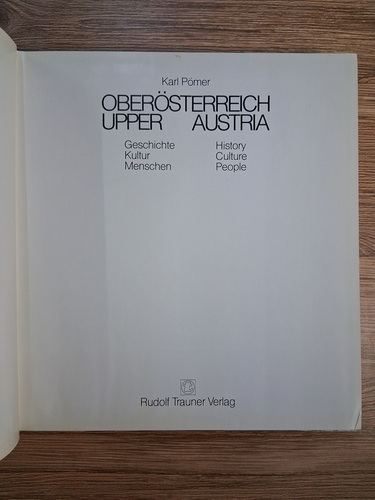 Karl Pömer
OBERÖSTERREICH
UPPER AUSTRIA
Geschichte History
Kultur Culture
Menschen People
Rudolf Trauner Verlag